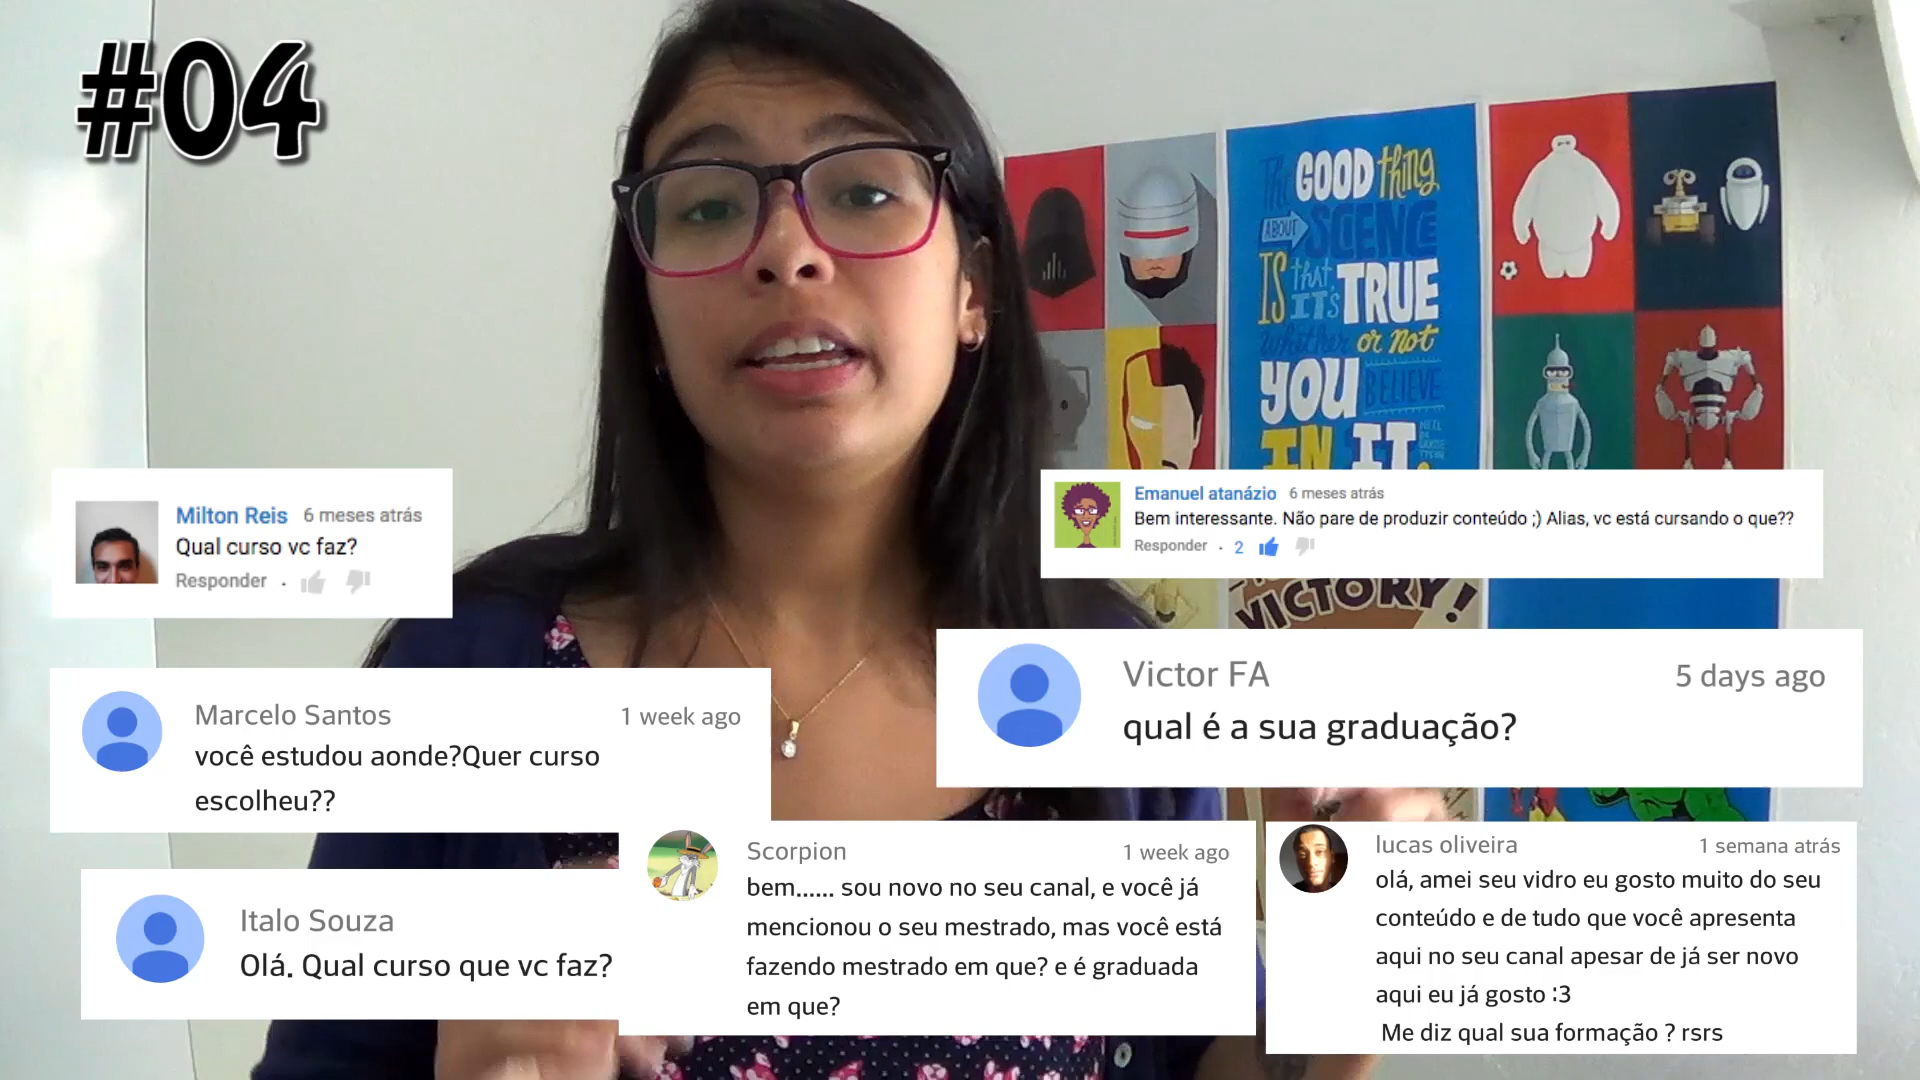 #04
The
GOOD thing
ABOUT SCIENCE
IS that
IT'S TRUE
whether or not
YOU BELIEVE
IN IT.
VICTORY!
Milton Reis 6 meses atrás
Qual curso vc faz?
Responder
Emanuel atanázio 6 meses atrás
Bem interessante. Não pare de produzir conteúdo ;) Alias, vc está cursando o que??
Responder 2
Marcelo Santos 1 week ago
você estudou aonde?Quer curso
escolheu??
Victor FA 5 days ago
qual é a sua graduação?
Italo Souza
Olá. Qual curso que vc faz?
Scorpion 1 week ago
bem...... sou novo no seu canal, e você já
mencionou o seu mestrado, mas você está
fazendo mestrado em que? e é graduada
em que?
lucas oliveira 1 semana atrás
olá, amei seu vidro eu gosto muito do seu
conteúdo e de tudo que você apresenta
aqui no seu canal apesar de já ser novo
aqui eu já gosto :3
Me diz qual sua formação ? rsrs